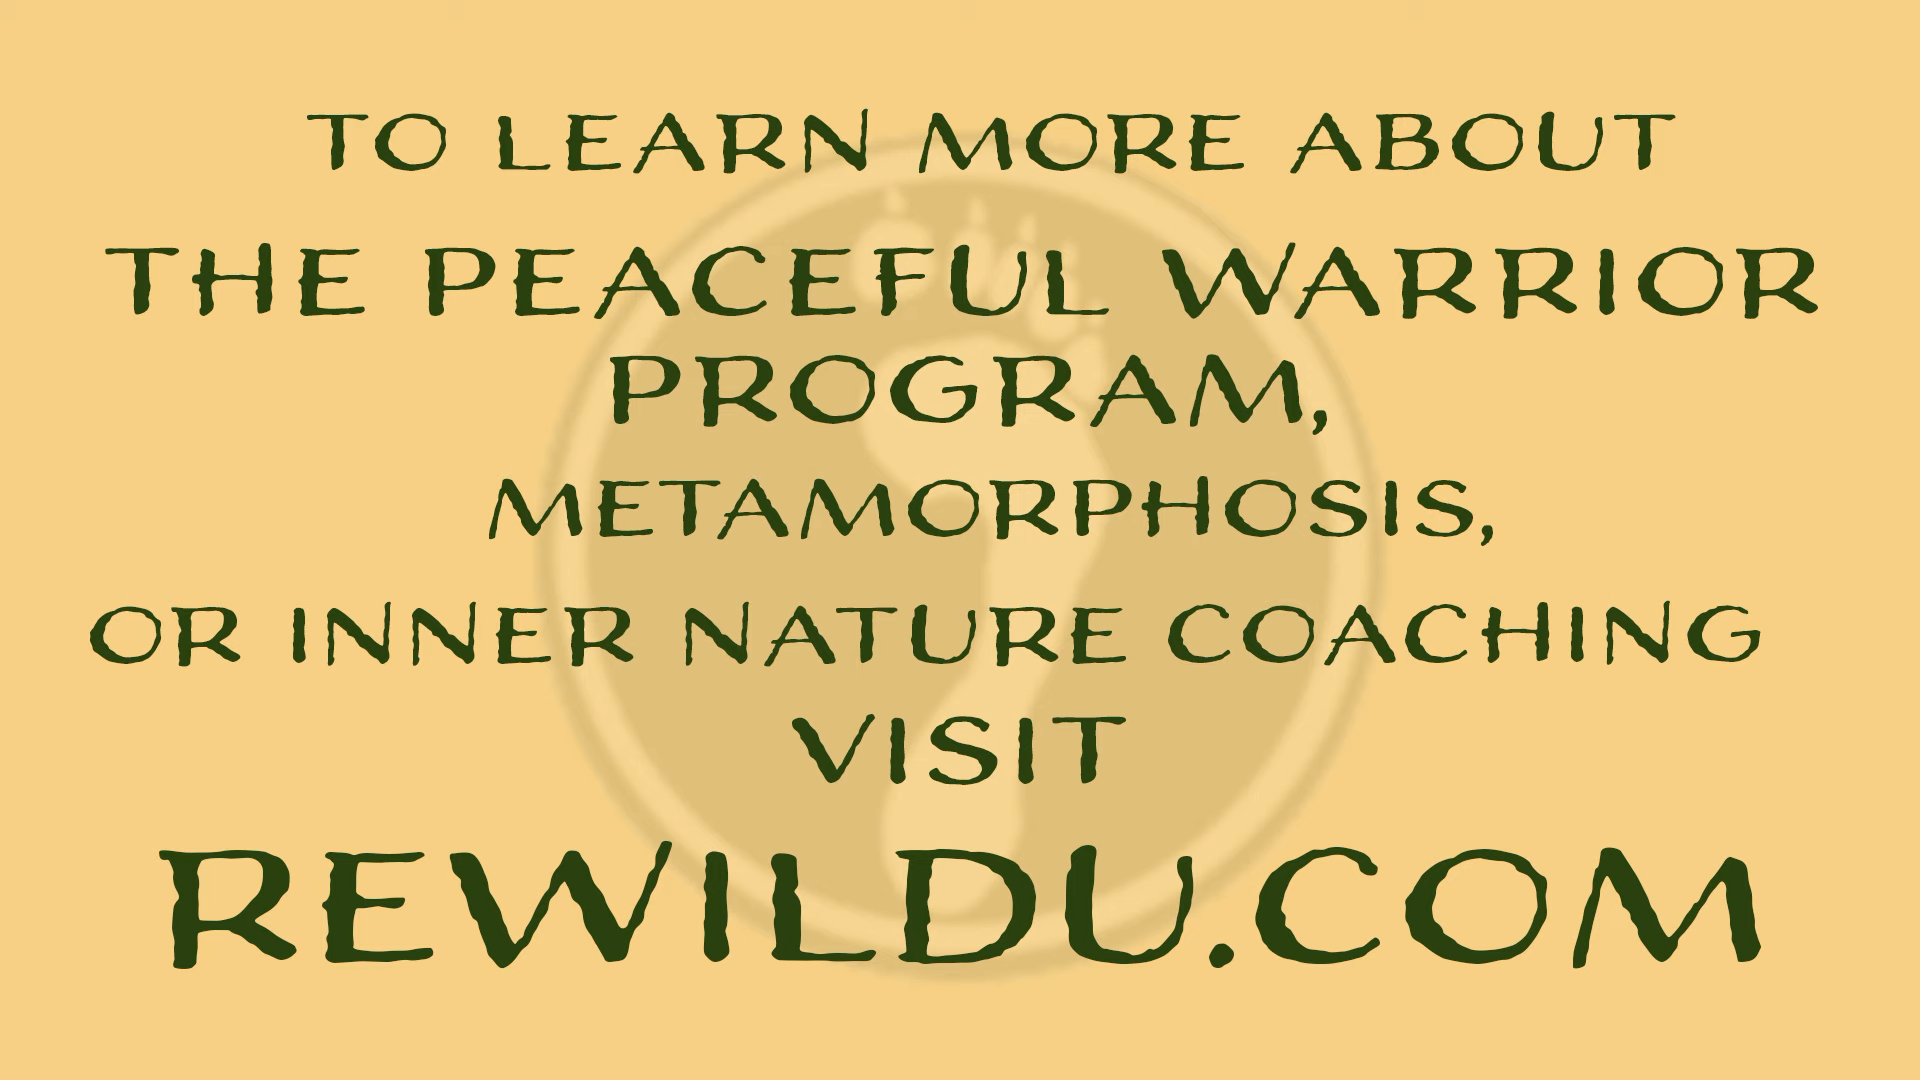 TO LEARN MORE ABOUT
THE PEACEFUL WARRIOR
PROGRAM,
METAMORPHOSIS,
OR INNER NATURE COACHING
VISIT
REWILDU.COM